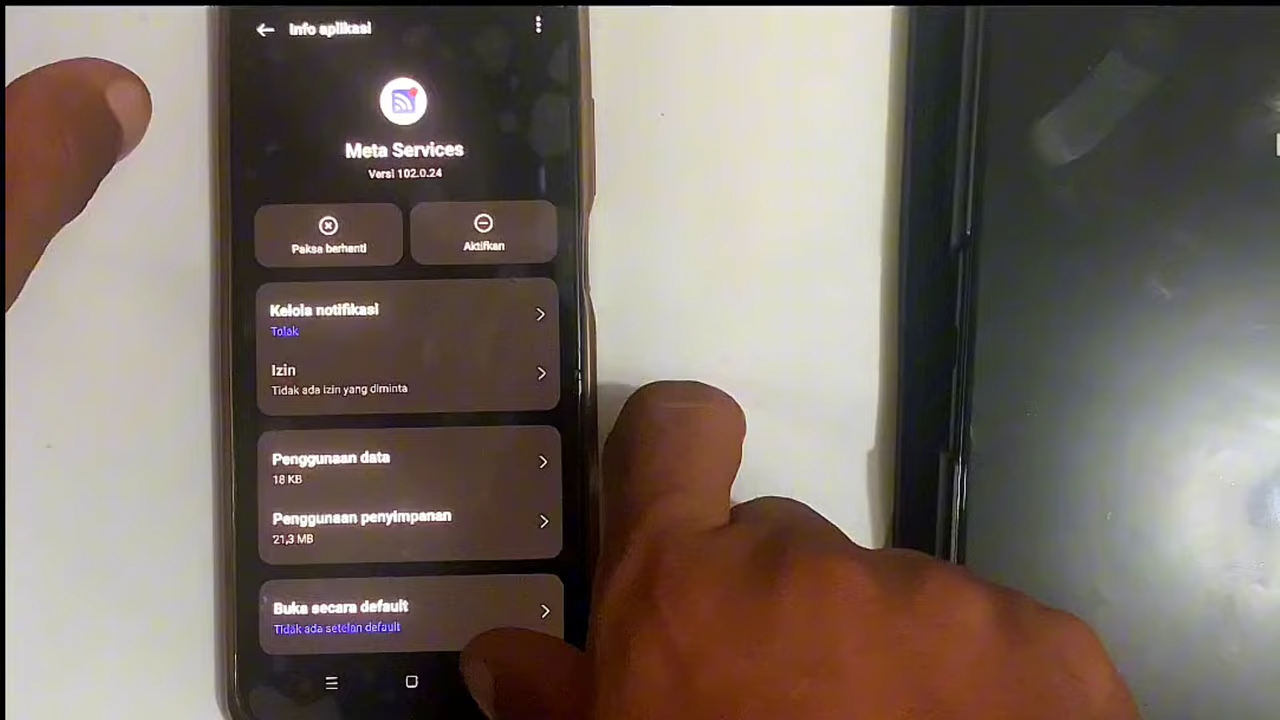 Info aplikasi
Meta Services
Versi 102.0.24
Paksa berhenti
Aktifkan
Kelola notifikasi
Tolak
Izin
Tidak ada izin yang diminta
Penggunaan data
18 KB
Penggunaan penyimpanan
21,3 MB
Buka secara default
Tidak ada setelan default